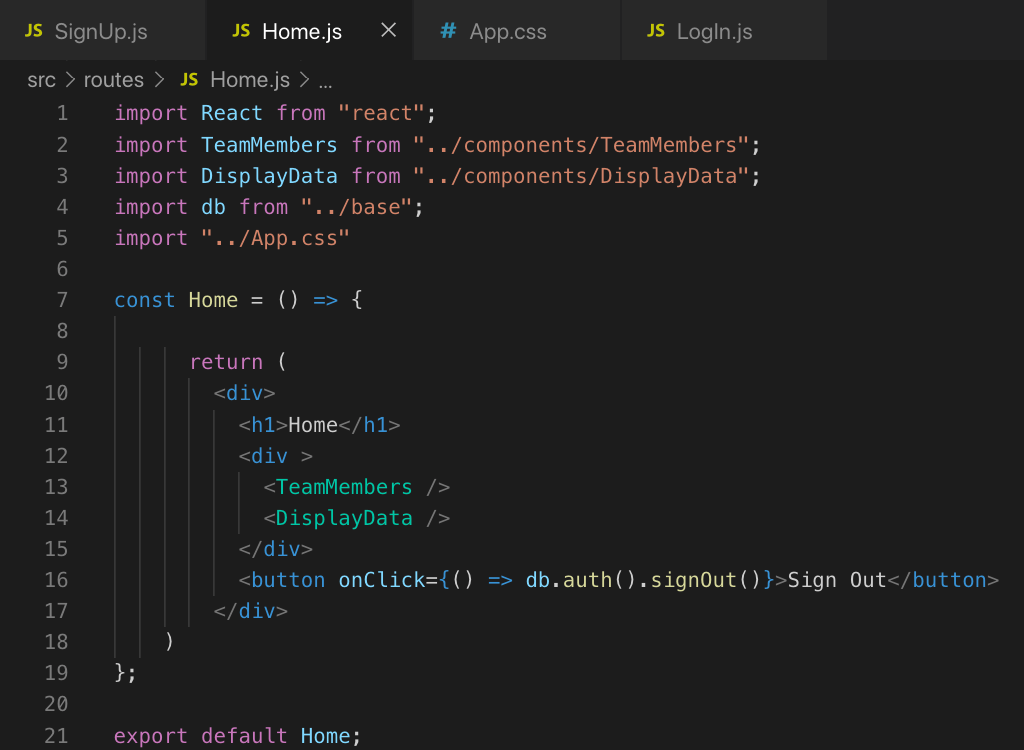 JS SignUp.js JS Home.js # App.css JS LogIn.js
src > routes > JS Home.js > ...
1 import React from "react";
2 import TeamMembers from "../components/TeamMembers";
3 import DisplayData from "../components/DisplayData";
4 import db from "../base";
5 import "../App.css"
6
7 const Home = () => {
8
9 return (
10 <div>
11 <h1>Home</h1>
12 <div >
13 <TeamMembers />
14 <DisplayData />
15 </div>
16 <button onClick={() => db.auth().signOut()}>Sign Out</button>
17 </div>
18 )
19 };
20
21 export default Home;